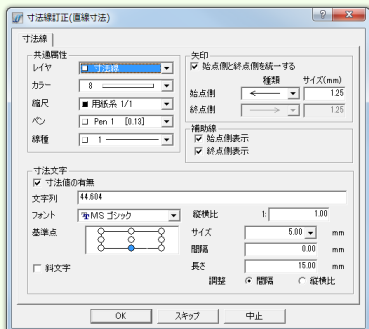 寸法線訂正(直線寸法)
寸法線
共通属性
レイヤ 寸法線
カラー 8
縮尺 用紙系 1/1
ペン Pen 1 [0.13]
線種 1
矢印
始点側と終点側を統一する
種類 サイズ(mm)
始点側 1.25
終点側 1.25
補助線
始点側表示
終点側表示
寸法文字
寸法値の有無
文字列 44.604
フォント MS ゴシック 縦横比 1: 1.00
基準点 サイズ 5.00 mm
間隔 0.00 mm
斜文字 長さ 15.00 mm
調整 間隔 縦横比
OK スキップ 中止